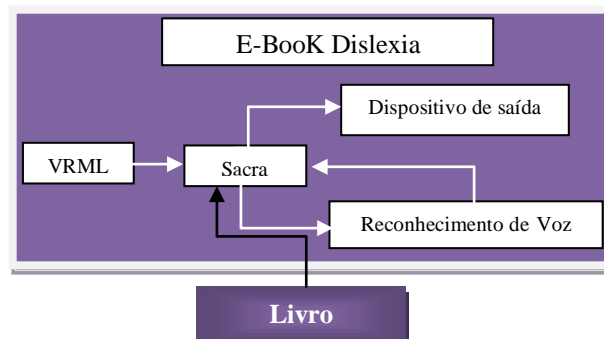 E-BooK Dislexia
Dispositivo de saída
VRML
Sacra
Reconhecimento de Voz
Livro